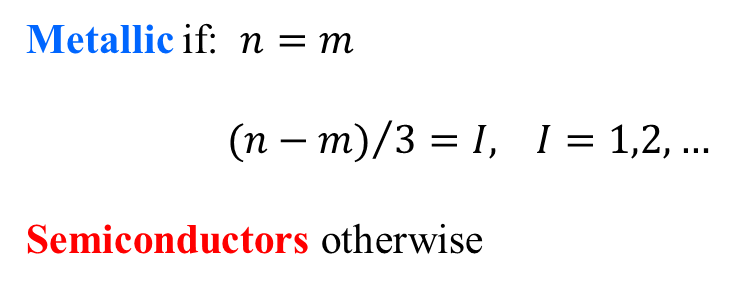 Metallic if: n = m
(n − m)/3 = I, I = 1,2, ...
Semiconductors otherwise